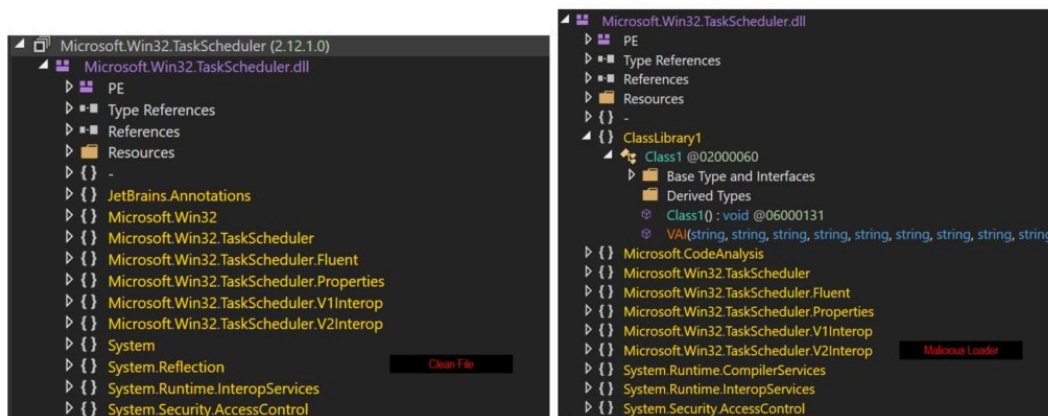 Microsoft.Win32.TaskScheduler (2.12.1.0)
Microsoft.Win32.TaskScheduler.dll
PE
Type References
References
Resources
{ } -
{ } JetBrains.Annotations
{ } Microsoft.Win32
{ } Microsoft.Win32.TaskScheduler
{ } Microsoft.Win32.TaskScheduler.Fluent
{ } Microsoft.Win32.TaskScheduler.Properties
{ } Microsoft.Win32.TaskScheduler.V1Interop
{ } Microsoft.Win32.TaskScheduler.V2Interop
{ } System
{ } System.Reflection
Clean File
{ } System.Runtime.InteropServices
{ } System.Security.AccessControl
Microsoft.Win32.TaskScheduler.dll
PE
Type References
References
Resources
{ } -
{ } ClassLibrary1
Class1 @02000060
Base Type and Interfaces
Derived Types
Class1() : void @06000131
VAI(string, string, string, string, string, string, string, string, string
{ } Microsoft.CodeAnalysis
{ } Microsoft.Win32.TaskScheduler
{ } Microsoft.Win32.TaskScheduler.Fluent
{ } Microsoft.Win32.TaskScheduler.Properties
{ } Microsoft.Win32.TaskScheduler.V1Interop
{ } Microsoft.Win32.TaskScheduler.V2Interop
Malicious Loader
{ } System.Runtime.CompilerServices
{ } System.Runtime.InteropServices
{ } System.Security.AccessControl